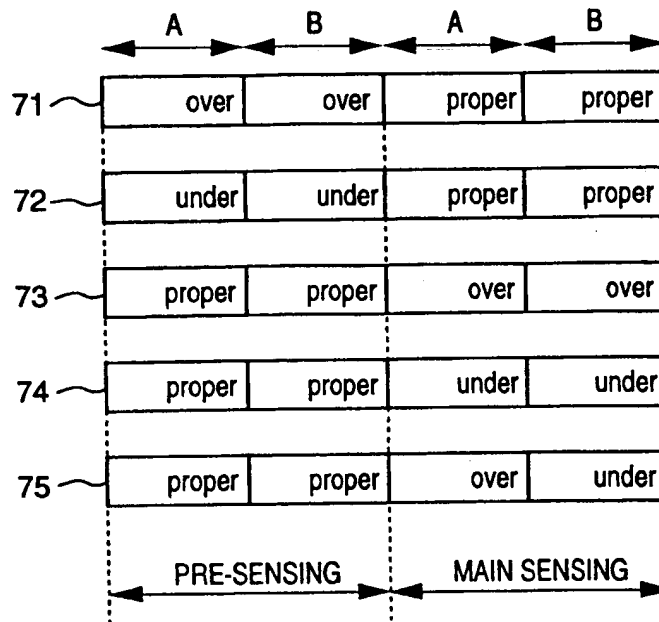 A B A B
71 over over proper proper
72 under under proper proper
73 proper proper over over
74 proper proper under under
75 proper proper over under
PRE-SENSING MAIN SENSING